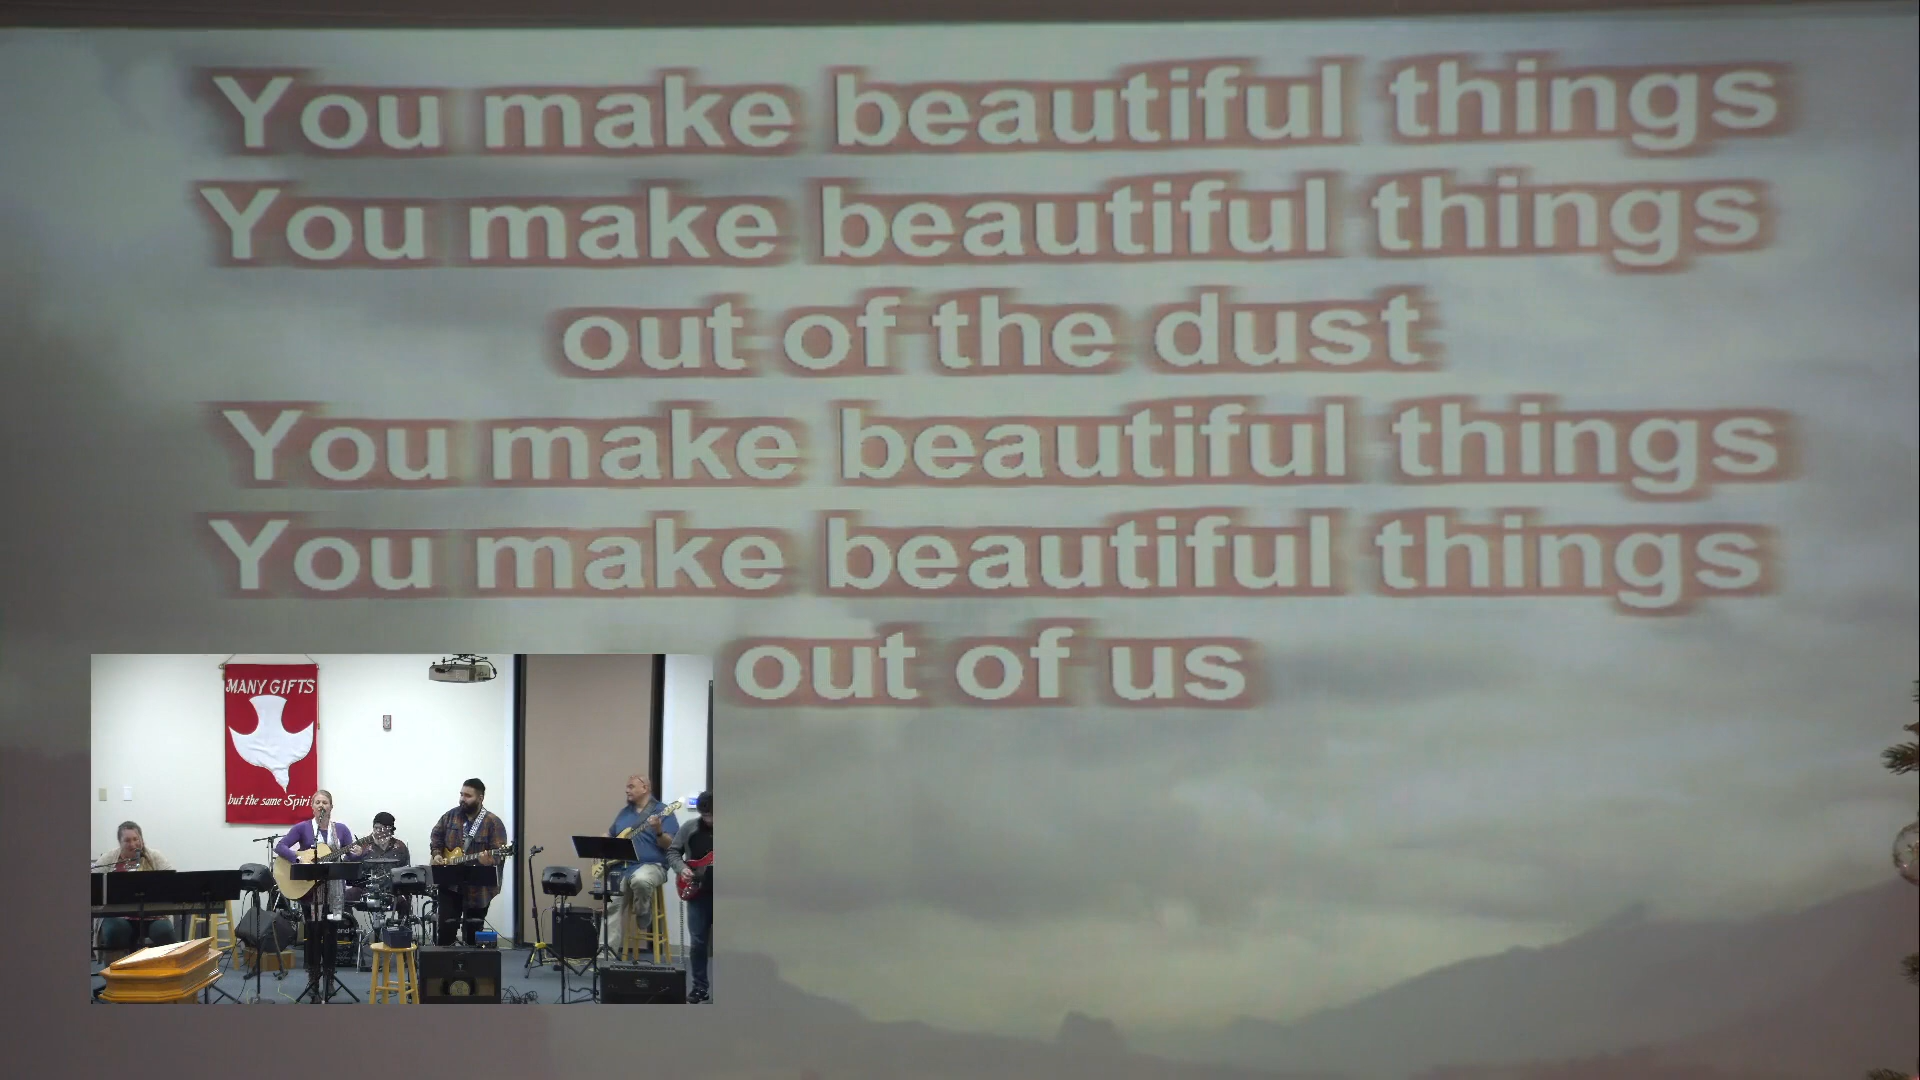 You make beautiful things
You make beautiful things
out of the dust
You make beautiful things
You make beautiful things
out of us
MANY GIFTS
but the same Spiri